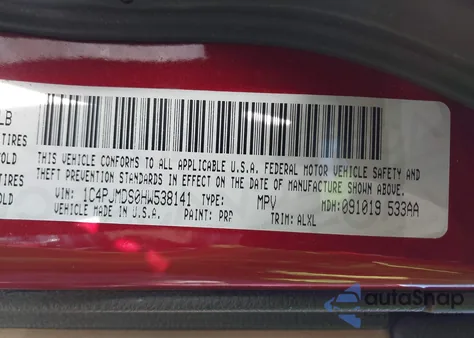 LB
TIRES
OLD
TIRES
OLD
THIS VEHICLE CONFORMS TO ALL APPLICABLE U.S.A. FEDERAL MOTOR VEHICLE SAFETY AND
THEFT PREVENTION STANDARDS IN EFFECT ON THE DATE OF MANUFACTURE SHOWN ABOVE.
VIN: 1C4PJMDS0HW538141 TYPE: MPV MDH: 091019 533AA
VEHICLE MADE IN U.S.A. PAINT: PRP TRIM: ALXL
autoSnap